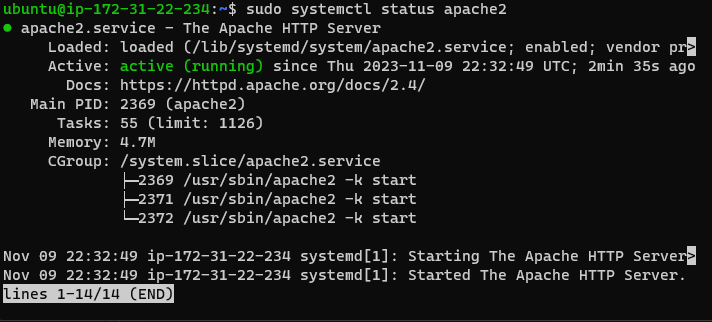 ubuntu@ip-172-31-22-234:~$ sudo systemctl status apache2
● apache2.service - The Apache HTTP Server
     Loaded: loaded (/lib/systemd/system/apache2.service; enabled; vendor pr>
     Active: active (running) since Thu 2023-11-09 22:32:49 UTC; 2min 35s ago
       Docs: https://httpd.apache.org/docs/2.4/
   Main PID: 2369 (apache2)
      Tasks: 55 (limit: 1126)
     Memory: 4.7M
     CGroup: /system.slice/apache2.service
             ├─2369 /usr/sbin/apache2 -k start
             ├─2371 /usr/sbin/apache2 -k start
             └─2372 /usr/sbin/apache2 -k start
Nov 09 22:32:49 ip-172-31-22-234 systemd[1]: Starting The Apache HTTP Server>
Nov 09 22:32:49 ip-172-31-22-234 systemd[1]: Started The Apache HTTP Server.
lines 1-14/14 (END)